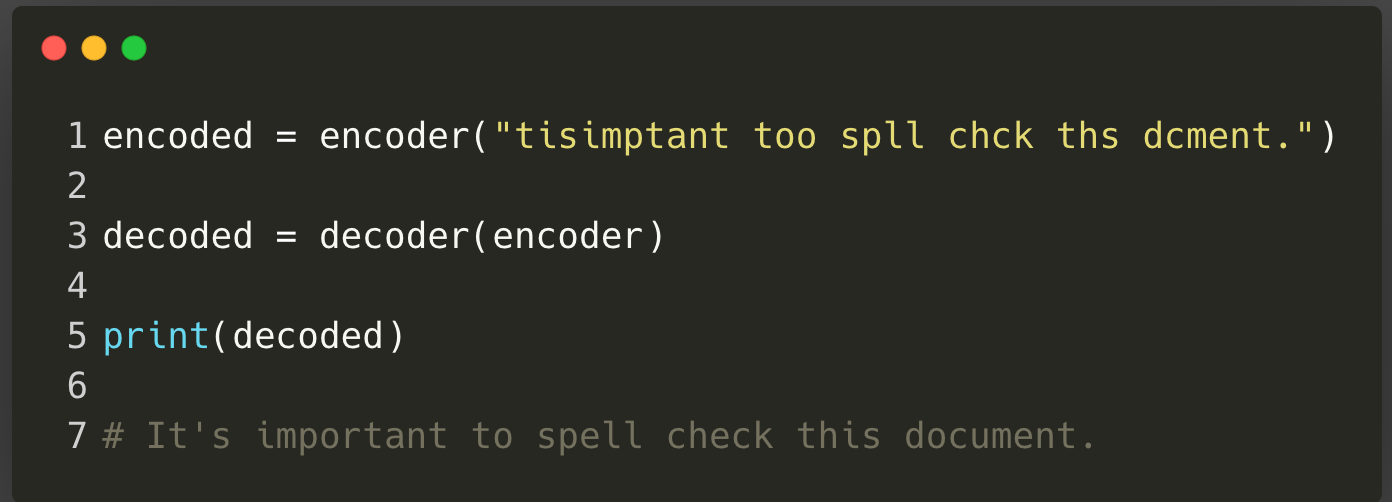 1 encoded = encoder("tisimptant too spll chck ths dcment.")
2
3 decoded = decoder(encoder)
4
5 print(decoded)
6
7 # It's important to spell check this document.